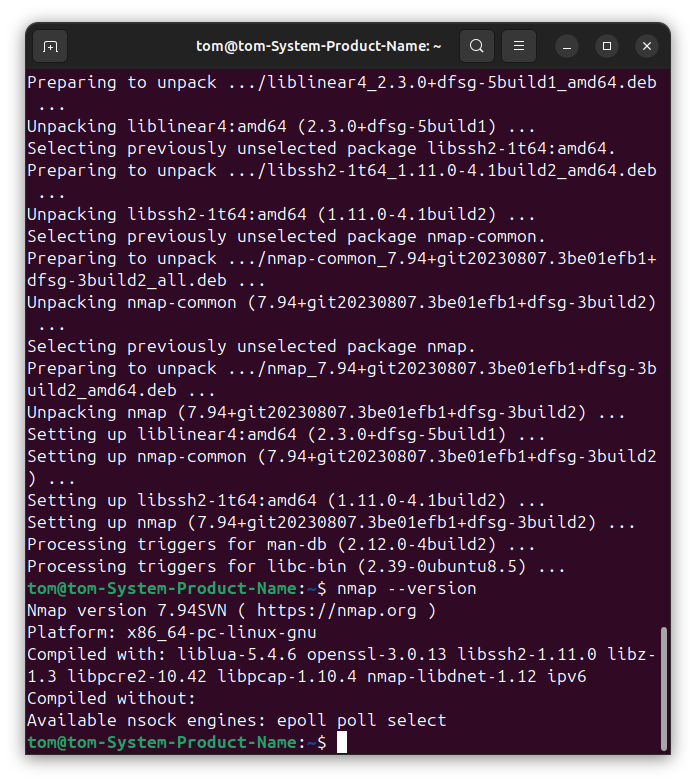 tom@tom-System-Product-Name: ~
Preparing to unpack .../liblinear4_2.3.0+dfsg-5build1_amd64.deb
 ...
Unpacking liblinear4:amd64 (2.3.0+dfsg-5build1) ...
Selecting previously unselected package libssh2-1t64:amd64.
Preparing to unpack .../libssh2-1t64_1.11.0-4.1build2_amd64.deb
 ...
Unpacking libssh2-1t64:amd64 (1.11.0-4.1build2) ...
Selecting previously unselected package nmap-common.
Preparing to unpack .../nmap-common_7.94+git20230807.3be01efb1+
dfsg-3build2_all.deb ...
Unpacking nmap-common (7.94+git20230807.3be01efb1+dfsg-3build2)
 ...
Selecting previously unselected package nmap.
Preparing to unpack .../nmap_7.94+git20230807.3be01efb1+dfsg-3b
uild2_amd64.deb ...
Unpacking nmap (7.94+git20230807.3be01efb1+dfsg-3build2) ...
Setting up liblinear4:amd64 (2.3.0+dfsg-5build1) ...
Setting up nmap-common (7.94+git20230807.3be01efb1+dfsg-3build2
) ...
Setting up libssh2-1t64:amd64 (1.11.0-4.1build2) ...
Setting up nmap (7.94+git20230807.3be01efb1+dfsg-3build2) ...
Processing triggers for man-db (2.12.0-4build2) ...
Processing triggers for libc-bin (2.39-0ubuntu8.5) ...
tom@tom-System-Product-Name:~$ nmap --version
Nmap version 7.94SVN ( https://nmap.org )
Platform: x86_64-pc-linux-gnu
Compiled with: liblua-5.4.6 openssl-3.0.13 libssh2-1.11.0 libz-
1.3 libpcre2-10.42 libpcap-1.10.4 nmap-libdnet-1.12 ipv6
Compiled without:
Available nsock engines: epoll poll select
tom@tom-System-Product-Name:~$